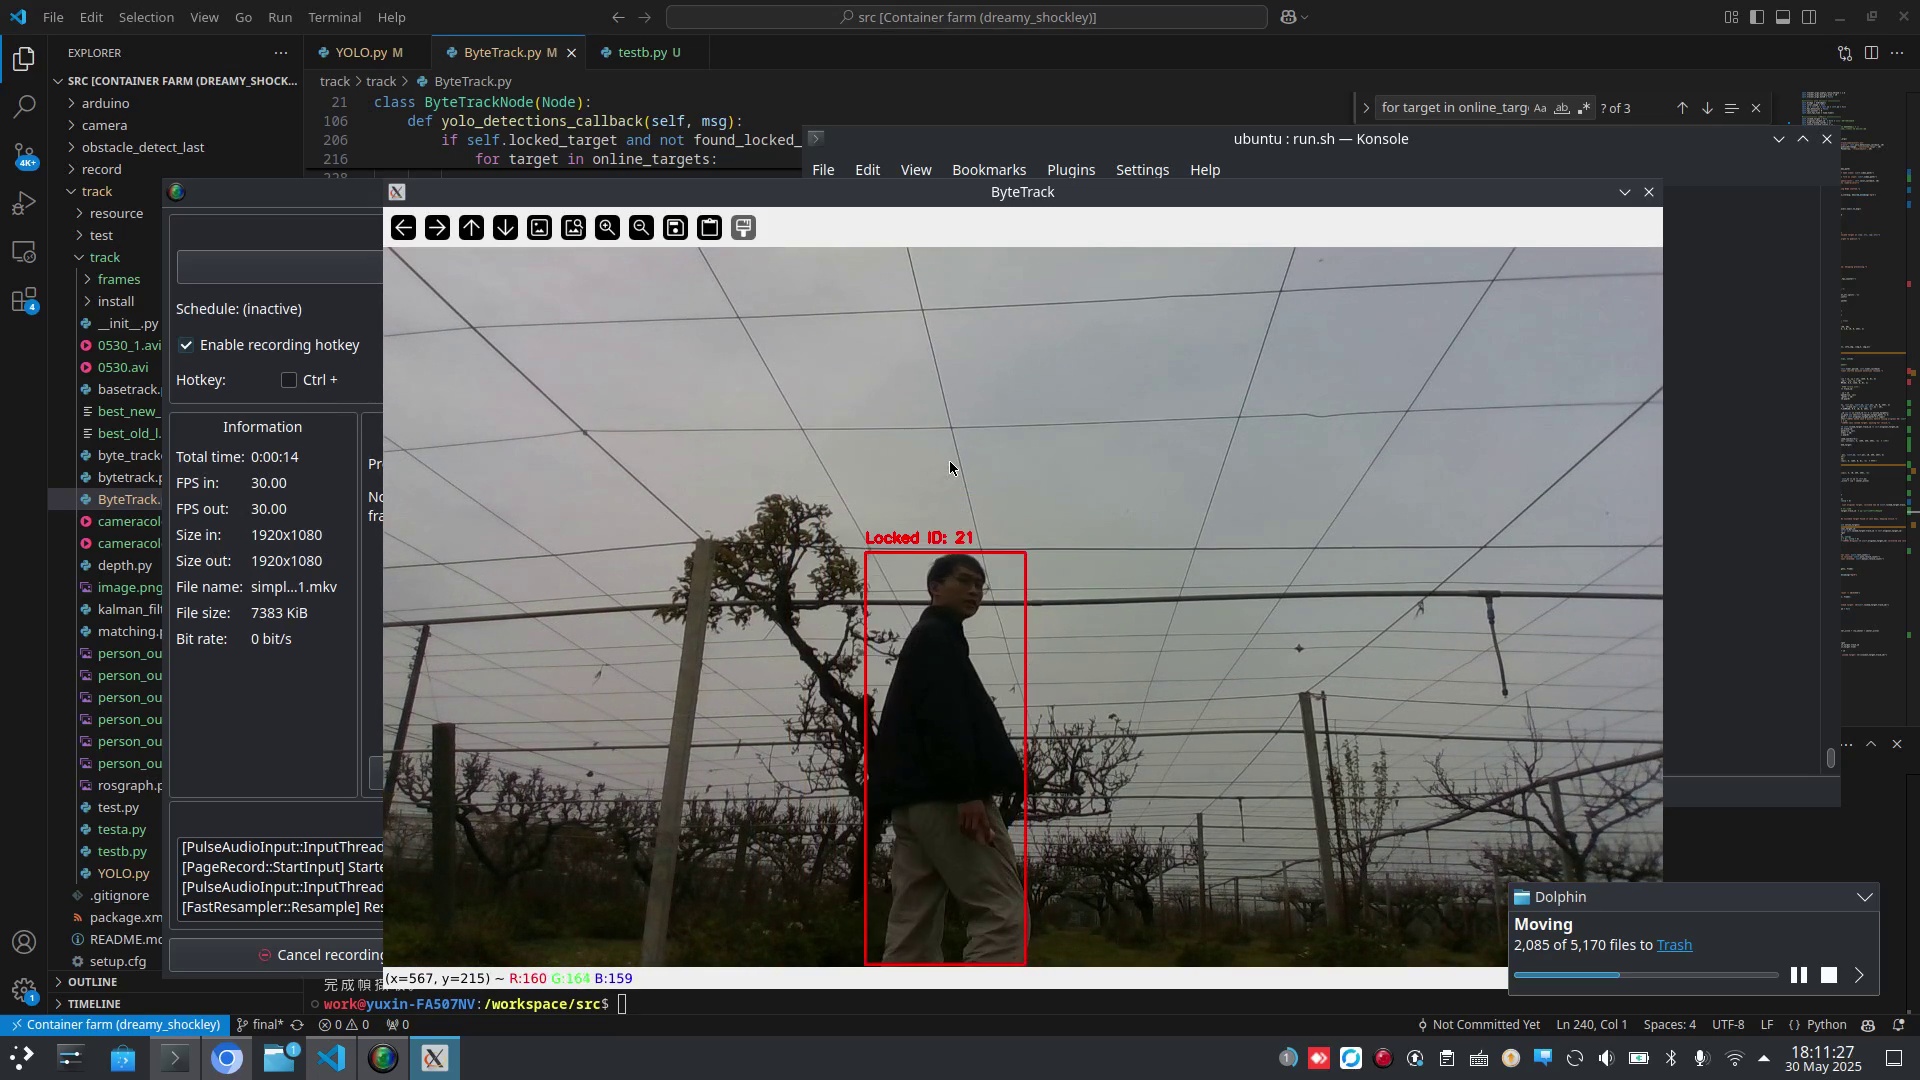 File Edit Selection View Go Run Terminal Help
src [Container farm (dreamy_shockley)]
EXPLORER
YOLO.py M
ByteTrack.py M
testb.py U
SRC [CONTAINER FARM (DREAMY_SHOCK...
track > track > ByteTrack.py
arduino
camera
obstacle_detect_last
record
track
resource
test
track
frames
install
__init__.py
0530_1.avi
0530.avi
basetrack.
best_new_
best_old_l.
byte_track
bytetrack.p
ByteTrack.
cameracol
cameracol
depth.py
image.png
kalman_filt
matching.p
person_ou
person_ou
person_ou
person_ou
person_ou
person_ou
rosgraph.p
test.py
testa.py
testb.py
YOLO.py
.gitignore
package.xm
README.md
setup.cfg
OUTLINE
TIMELINE
4K+
4
1
21 class ByteTrackNode(Node):
106 def yolo_detections_callback(self, msg):
206 if self.locked_target and not found_locked_
216 for target in online_targets:
for target in online_targ
Aa ab
? of 3
ubuntu : run.sh — Konsole
File Edit View Bookmarks Plugins Settings Help
ByteTrack
Schedule: (inactive)
Enable recording hotkey
Hotkey: Ctrl +
Information
Total time: 0:00:14
FPS in: 30.00
FPS out: 30.00
Size in: 1920x1080
Size out: 1920x1080
File name: simpl...1.mkv
File size: 7383 KiB
Bit rate: 0 bit/s
Pr
No
fra
[PulseAudioInput::InputThread
[PageRecord::StartInput] Starte
[PulseAudioInput::InputThread
[FastResampler::Resample] Res
Cancel recording
Locked ID: 21
(x=567, y=215) ~ R:160 G:164 B:159
work@yuxin-FA507NV:/workspace/src$
Dolphin
Moving
2,085 of 5,170 files to Trash
Container farm (dreamy_shockley)
final*
0 0
0
Not Committed Yet
Ln 240, Col 1
Spaces: 4
UTF-8
LF
{} Python
1
1
18:11:27
30 May 2025